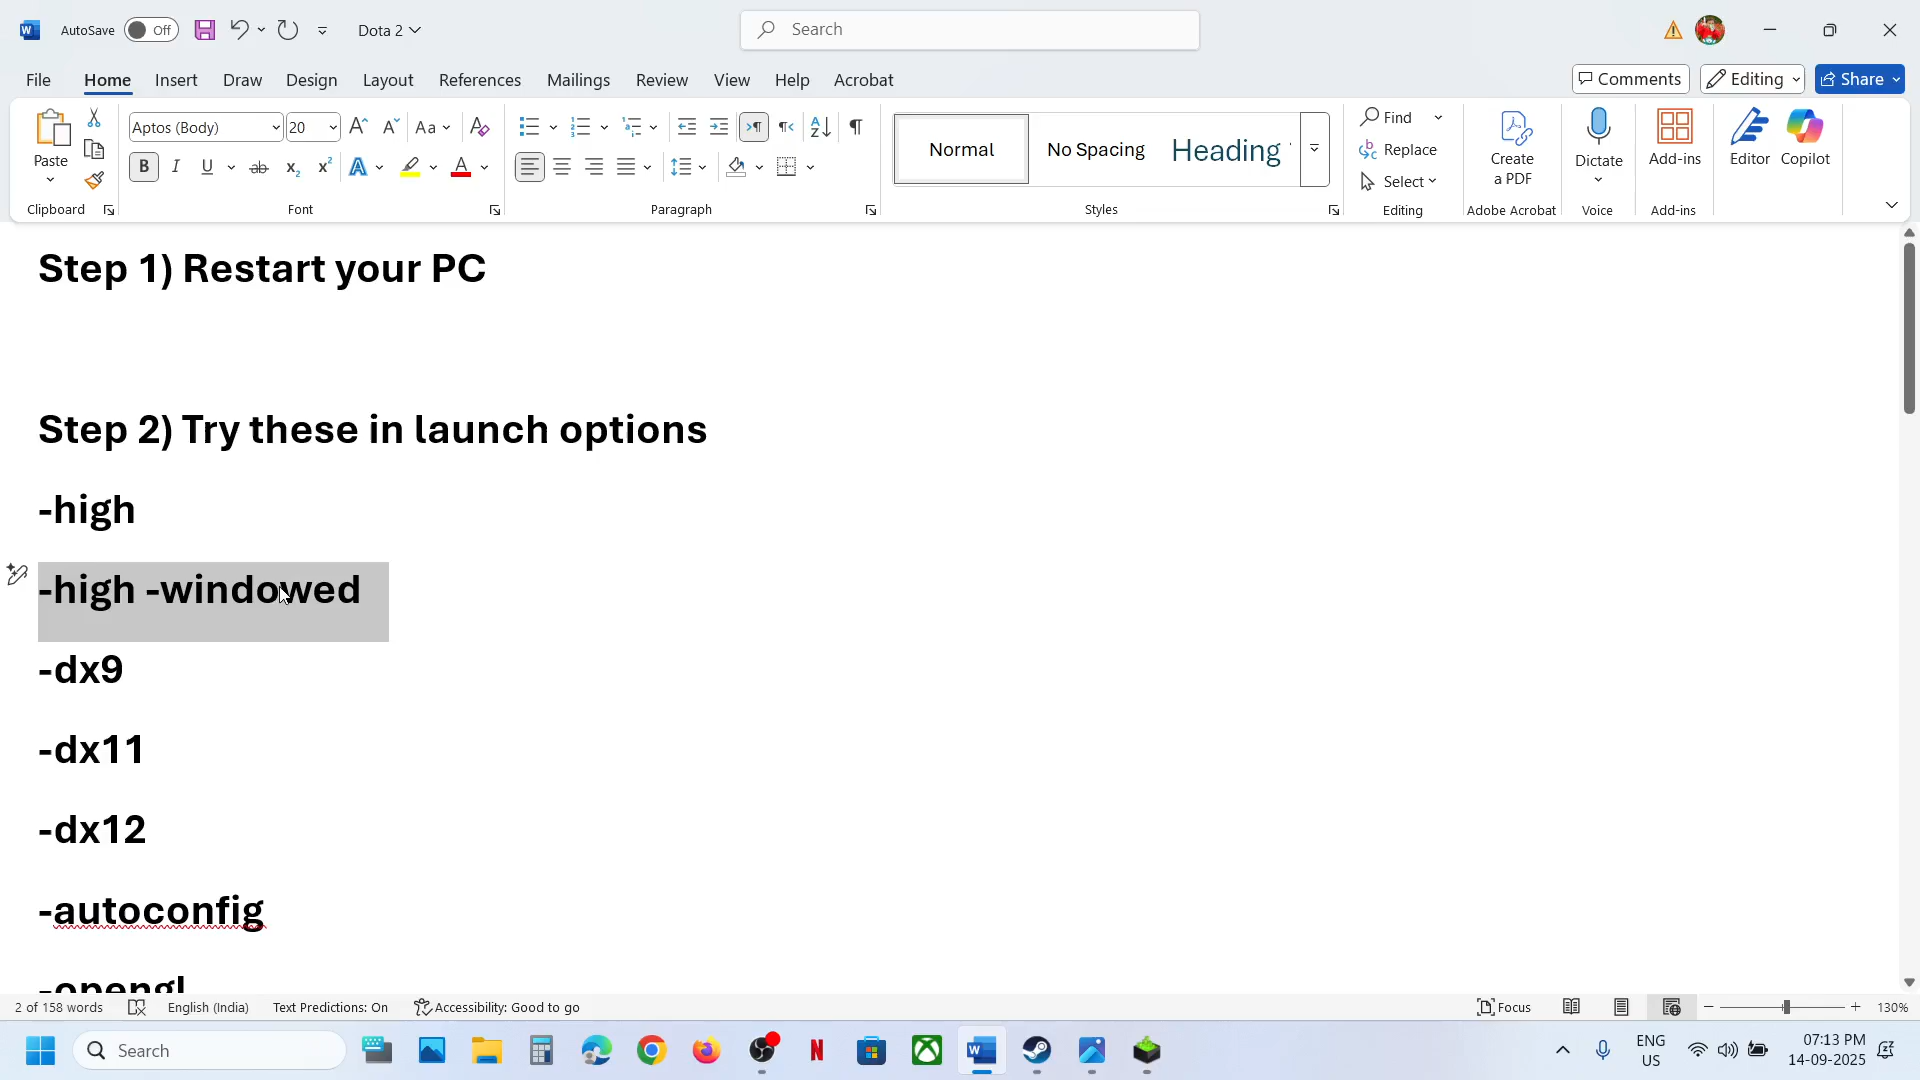 AutoSave Off Dota 2 Search
File Home Insert Draw Design Layout References Mailings Review View Help Acrobat Comments Editing Share
Paste Aptos (Body) 20 Aa Normal No Spacing Heading Find Replace Select Create a PDF Dictate Add-ins Editor Copilot
Clipboard Font Paragraph Styles Editing Adobe Acrobat Voice Add-ins
Step 1) Restart your PC
Step 2) Try these in launch options
-high
-high -windowed
-dx9
-dx11
-dx12
-autoconfig
-opengl
2 of 158 words English (India) Text Predictions: On Accessibility: Good to go Focus 130%
Search ENG US 07:13 PM 14-09-2025